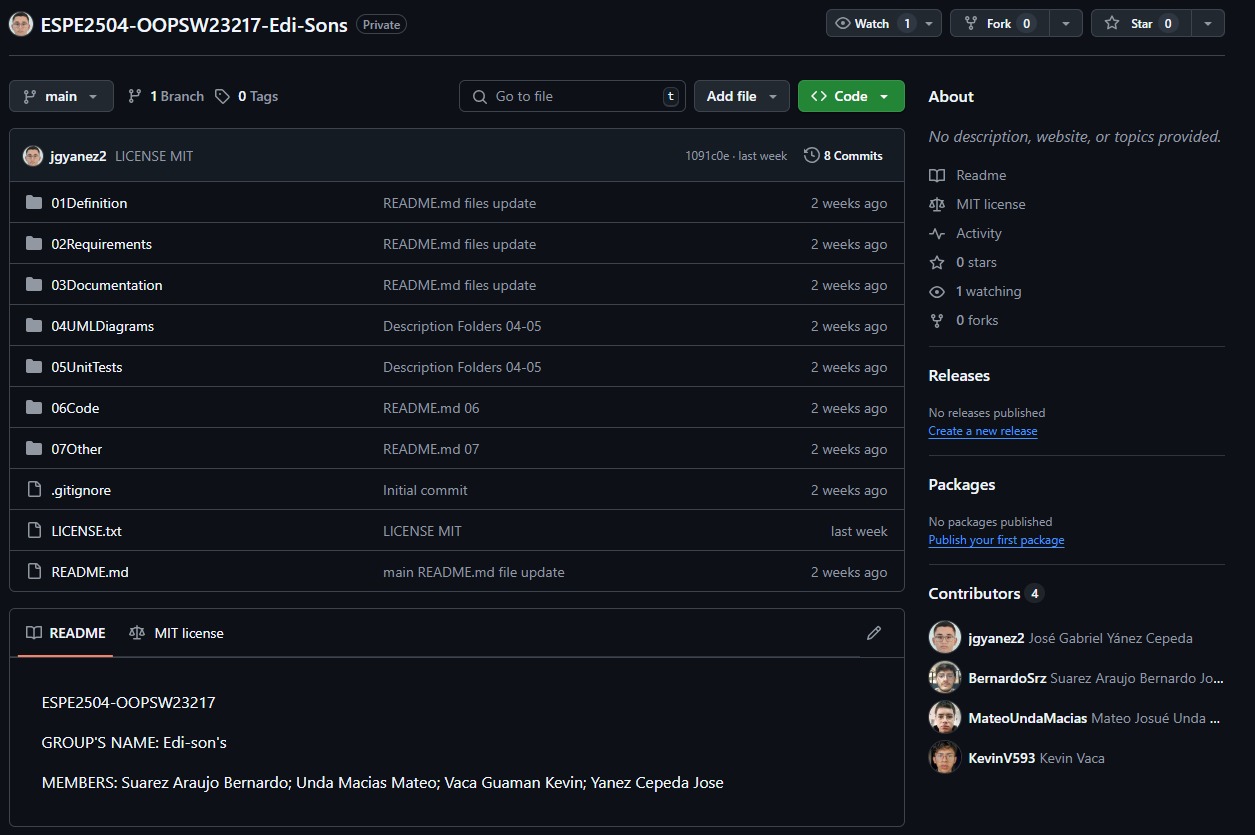 ESPE2504-OOPSW23217-Edi-Sons Private
Watch 1 Fork 0 Star 0
main 1 Branch 0 Tags Go to file t Add file Code
jgyanez2 LICENSE MIT 1091c0e · last week 8 Commits
01Definition README.md files update 2 weeks ago
02Requirements README.md files update 2 weeks ago
03Documentation README.md files update 2 weeks ago
04UMLDiagrams Description Folders 04-05 2 weeks ago
05UnitTests Description Folders 04-05 2 weeks ago
06Code README.md 06 2 weeks ago
07Other README.md 07 2 weeks ago
.gitignore Initial commit 2 weeks ago
LICENSE.txt LICENSE MIT last week
README.md main README.md file update 2 weeks ago
README MIT license
ESPE2504-OOPSW23217
GROUP'S NAME: Edi-son's
MEMBERS: Suarez Araujo Bernardo; Unda Macias Mateo; Vaca Guaman Kevin; Yanez Cepeda Jose
About
No description, website, or topics provided.
Readme
MIT license
Activity
0 stars
1 watching
0 forks
Releases
No releases published
Create a new release
Packages
No packages published
Publish your first package
Contributors 4
jgyanez2 José Gabriel Yánez Cepeda
BernardoSrz Suarez Araujo Bernardo Jo...
MateoUndaMacias Mateo Josué Unda ...
KevinV593 Kevin Vaca